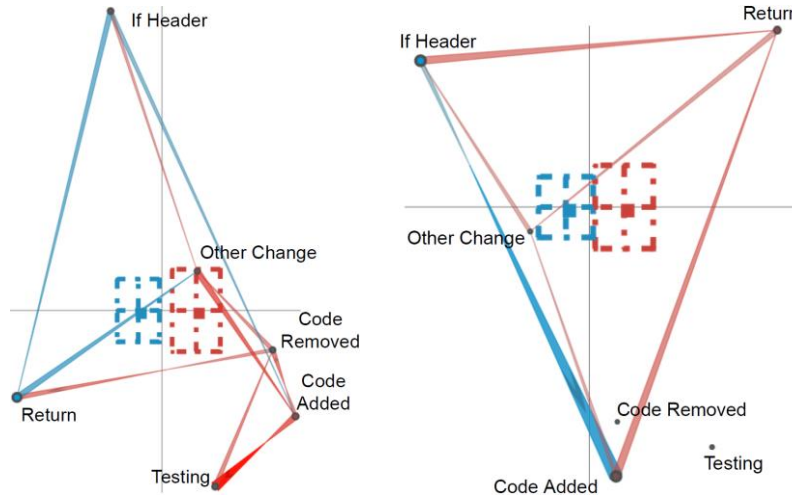 If Header
Other Change
Code
Removed
Code
Added
Return
Testing
Return
If Header
Other Change
Code Removed
Testing
Code Added